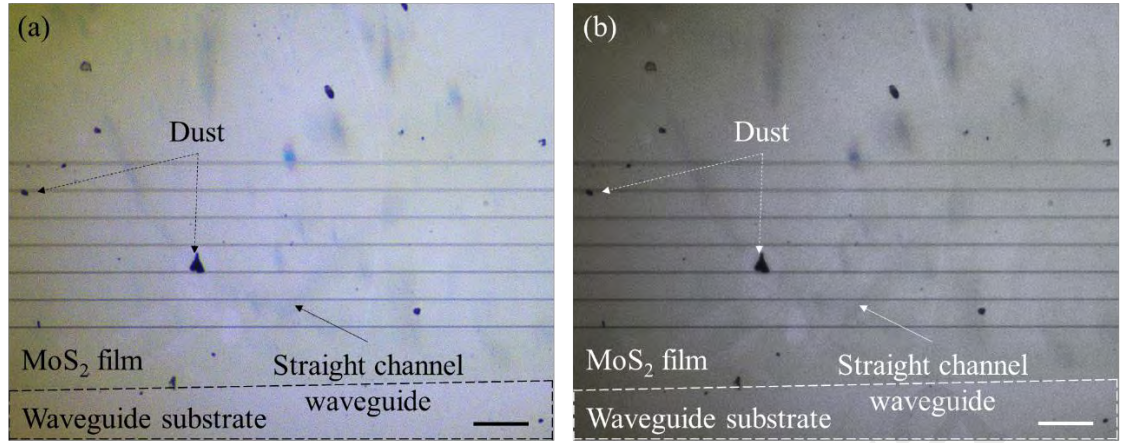 (a)
Dust
MoS₂ film
Straight channel
waveguide
Waveguide substrate
(b)
Dust
MoS₂ film
Straight channel
waveguide
Waveguide substrate